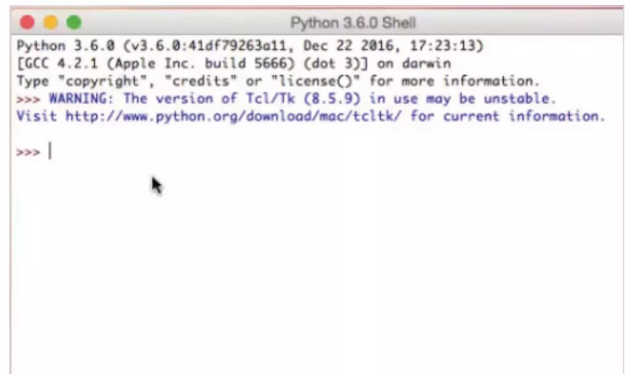 Python 3.6.0 Shell
Python 3.6.0 (v3.6.0:41df79263a11, Dec 22 2016, 17:23:13)
[GCC 4.2.1 (Apple Inc. build 5666) (dot 3)] on darwin
Type "copyright", "credits" or "license()" for more information.
>>> WARNING: The version of Tcl/Tk (8.5.9) in use may be unstable.
Visit http://www.python.org/download/mac/tcltk/ for current information.
>>>